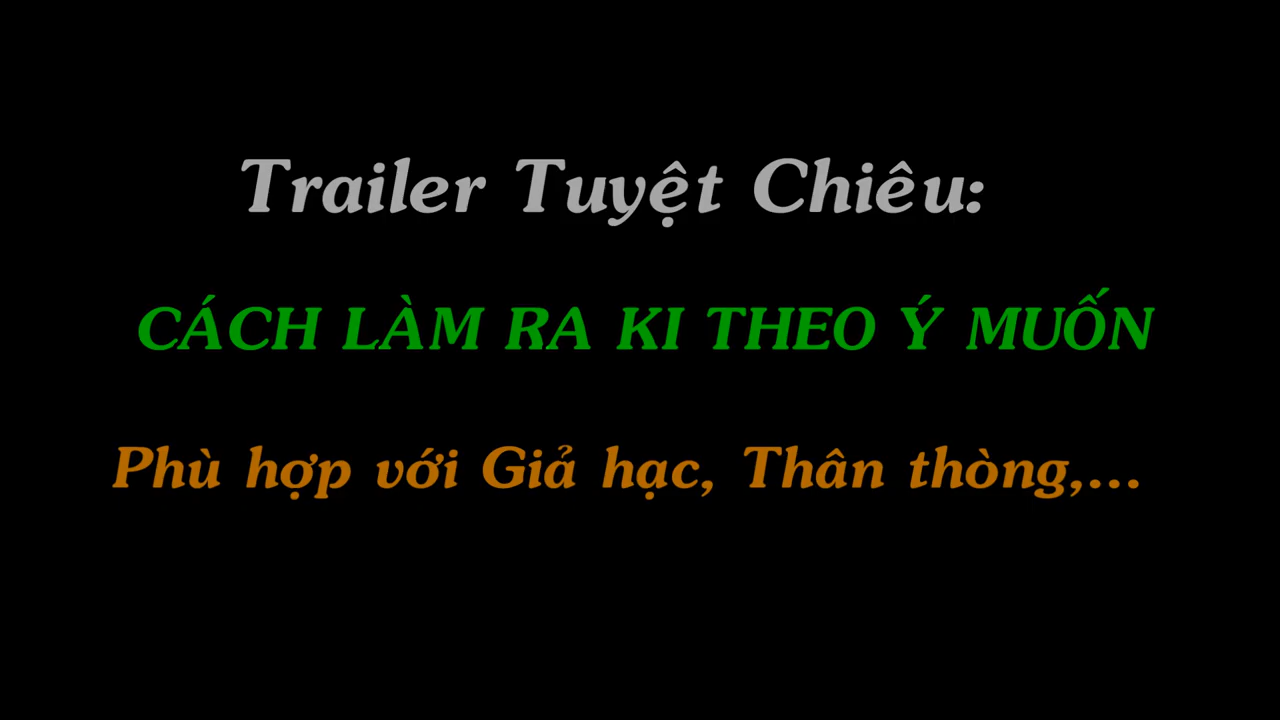 Trailer Tuyệt Chiêu:
CÁCH LÀM RA KI THEO Ý MUỐN
Phù hợp với Giả hạc, Thân thòng,...